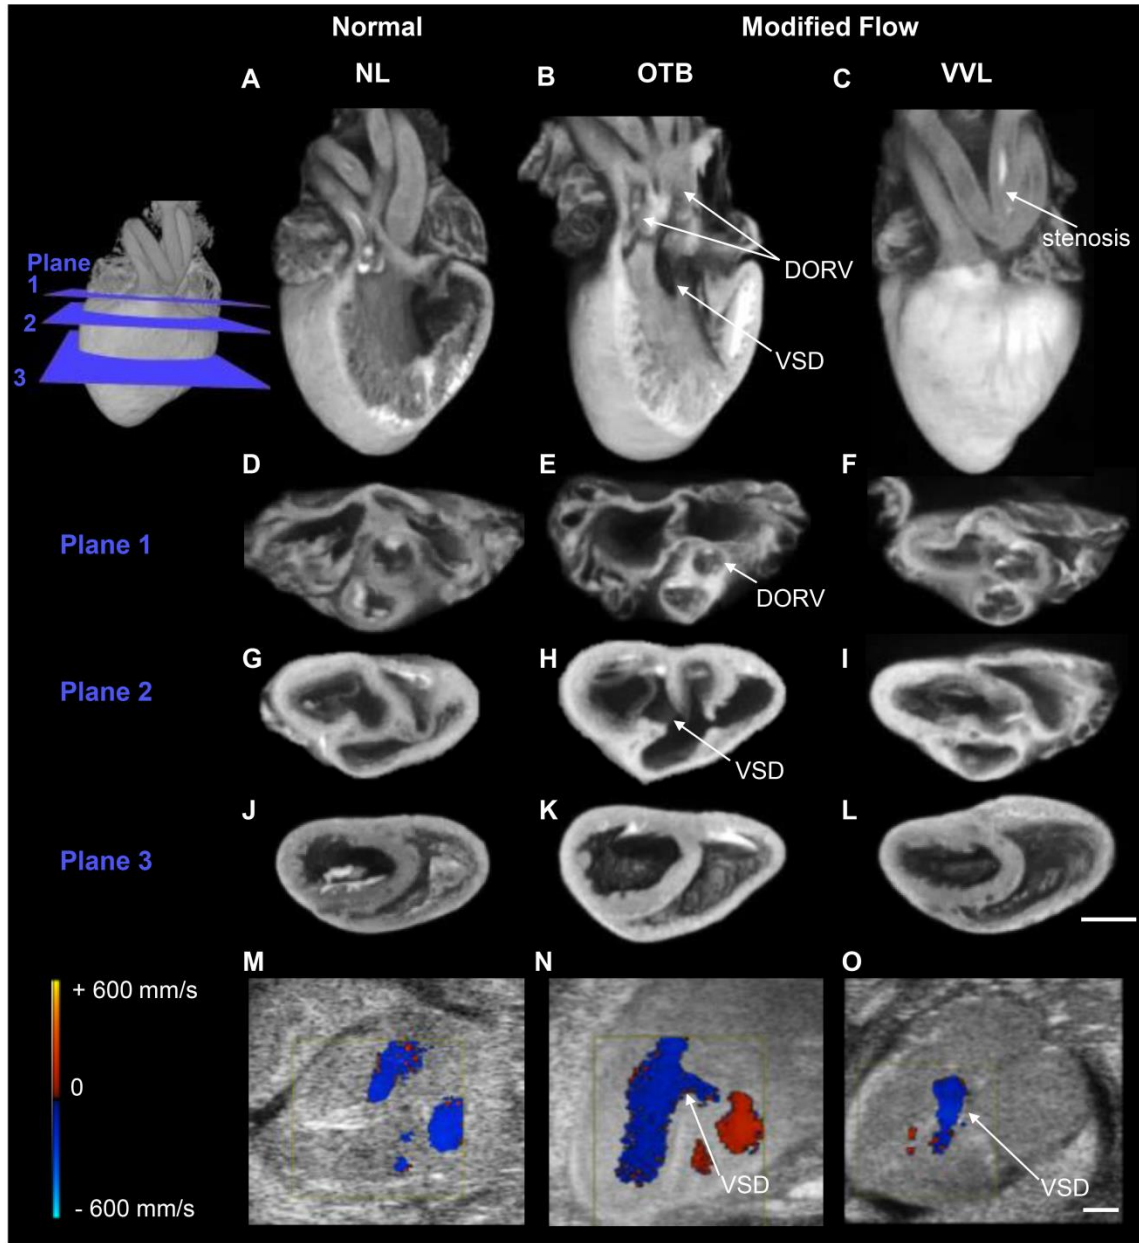 Normal
Modified Flow
A
NL
B
OTB
C
VVL
Plane
1
2
3
stenosis
DORV
VSD
D
E
F
Plane 1
DORV
G
H
I
Plane 2
VSD
J
K
L
Plane 3
M
N
O
+ 600 mm/s
0
- 600 mm/s
VSD
VSD